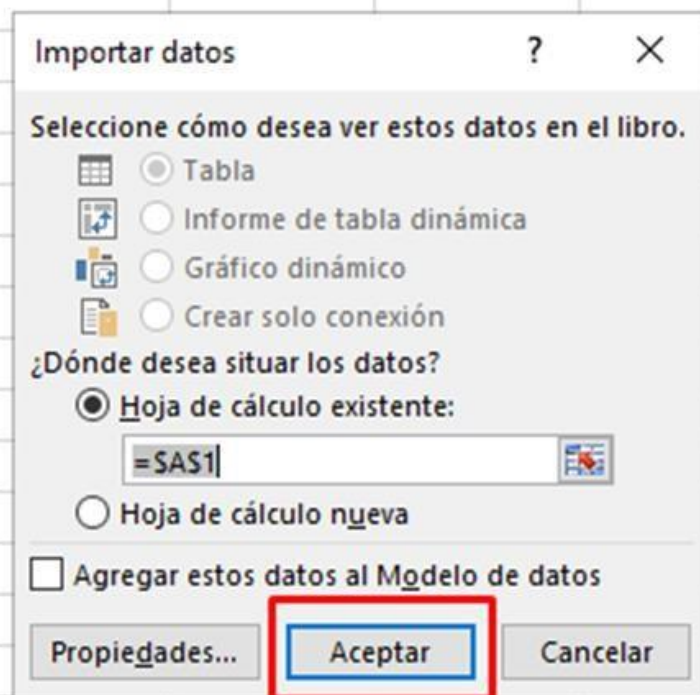 Importar datos ? ×
Seleccione cómo desea ver estos datos en el libro.
Tabla
Informe de tabla dinámica
Gráfico dinámico
Crear solo conexión
¿Dónde desea situar los datos?
Hoja de cálculo existente:
=$A$1
Hoja de cálculo nueva
Agregar estos datos al Modelo de datos
Propiedades... Aceptar Cancelar